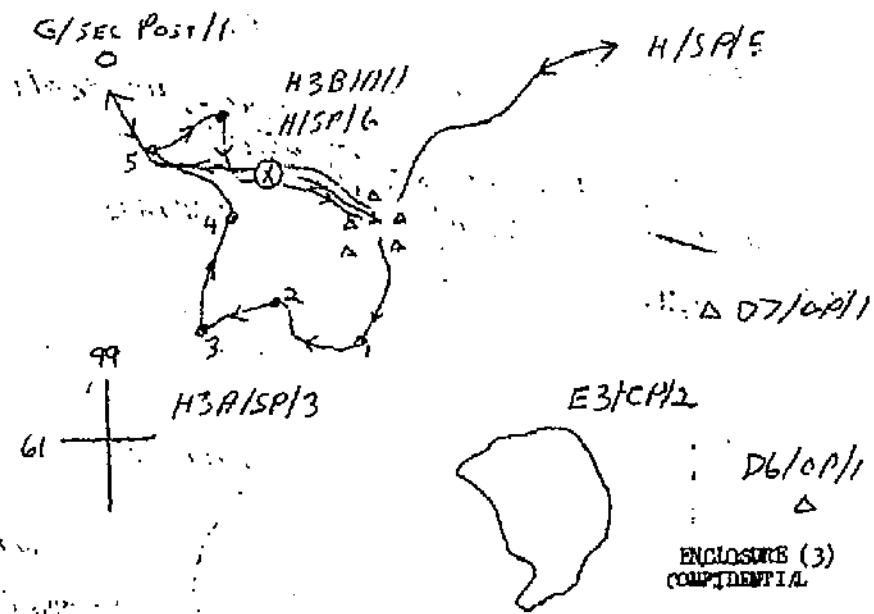 G/SEC POST/1
H/SP/5
H3B/A/1
H/SP/6
5
X
4
2
3
1
D7/OP/1
99
H3A/SP/3
E3/CP/2
61
D6/OP/1
ENCLOSURE (3)
CONFIDENTIAL